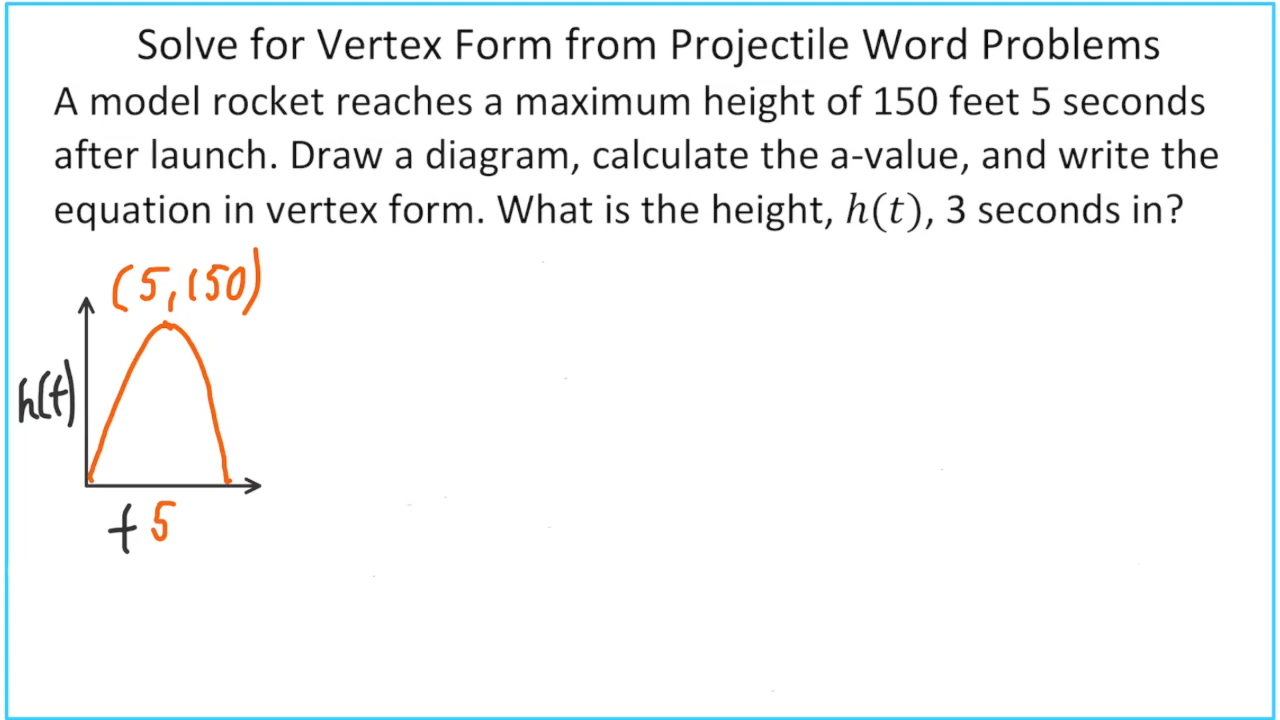 Solve for Vertex Form from Projectile Word Problems
A model rocket reaches a maximum height of 150 feet 5 seconds
after launch. Draw a diagram, calculate the a-value, and write the
equation in vertex form. What is the height, h(t), 3 seconds in?
(5,150)
h(t)
t 5